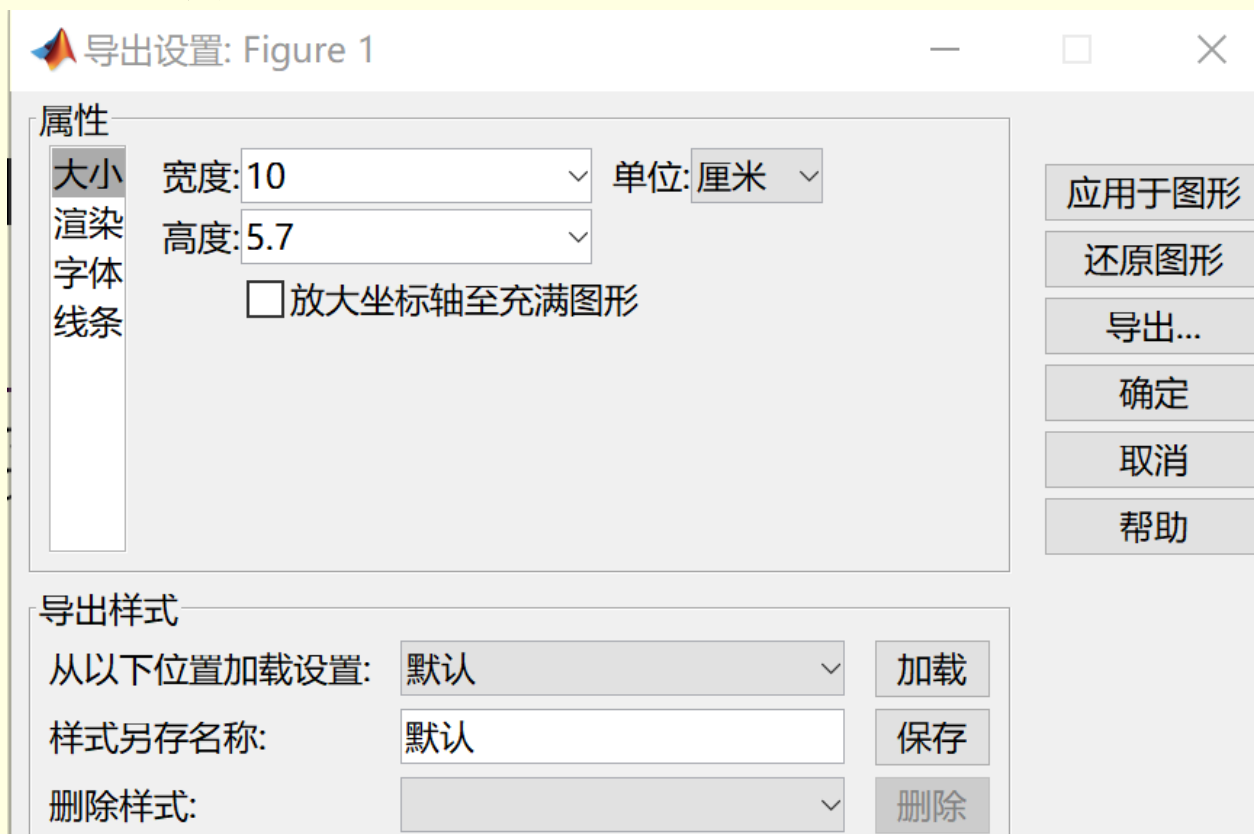 导出设置: Figure 1
属性
大小
渲染
字体
线条
宽度: 10 单位: 厘米
高度: 5.7
放大坐标轴至充满图形
应用于图形
还原图形
导出...
确定
取消
帮助
导出样式
从以下位置加载设置: 默认 加载
样式另存名称: 默认 保存
删除样式: 删除